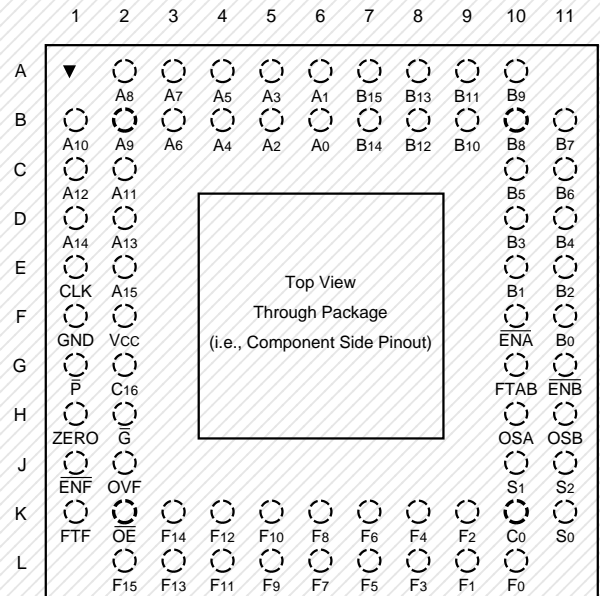 1 2 3 4 5 6 7 8 9 10 11
A ▼
A8 A7 A5 A3 A1 B15 B13 B11 B9
B
A10 A9 A6 A4 A2 A0 B14 B12 B10 B8 B7
C
A12 A11 B5 B6
D
A14 A13 B3 B4
E
CLK A15 B1 B2
Top View
Through Package
(i.e., Component Side Pinout)
F
GND VCC E̅N̅A̅ B0
G
P̅ C16 FTAB E̅N̅B̅
H
ZERO G̅ OSA OSB
J
E̅N̅F̅ OVF S1 S2
K
FTF O̅E̅ F14 F12 F10 F8 F6 F4 F2 C0 S0
L
F15 F13 F11 F9 F7 F5 F3 F1 F0